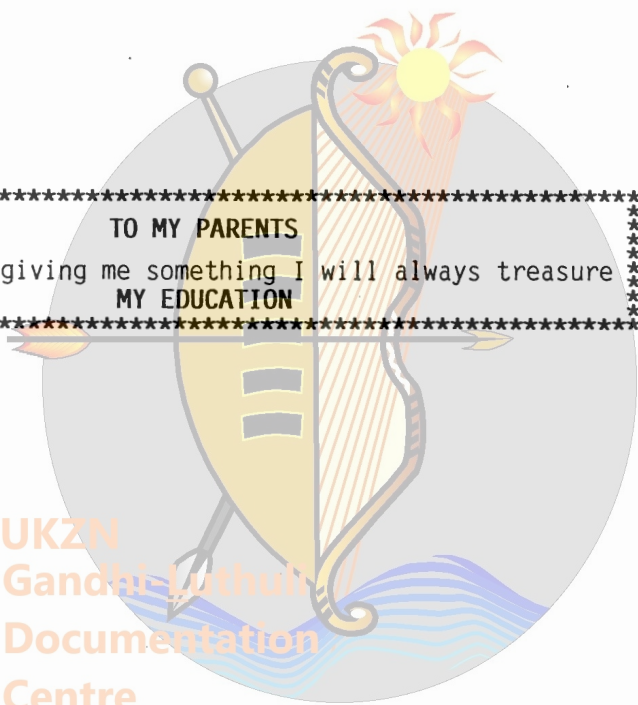 **********************************************
TO MY PARENTS
giving me something I will always treasure
MY EDUCATION
**********************************************
UKZN
Gandhi-Luthuli
Documentation
Centre